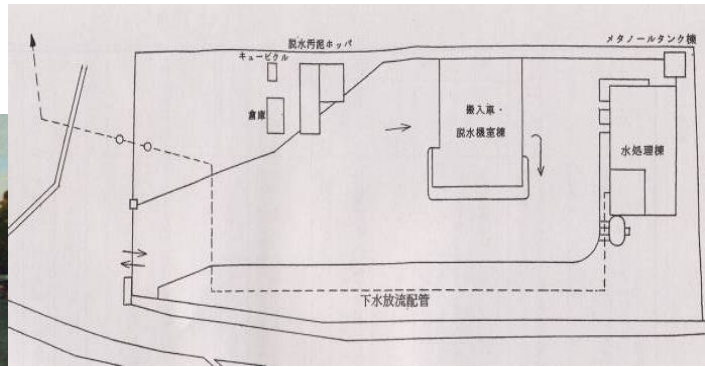 脱水汚泥ホッパ
メタノールタンク棟
キュービクル
倉庫
搬入車・
脱水機室棟
水処理棟
下水放流配管